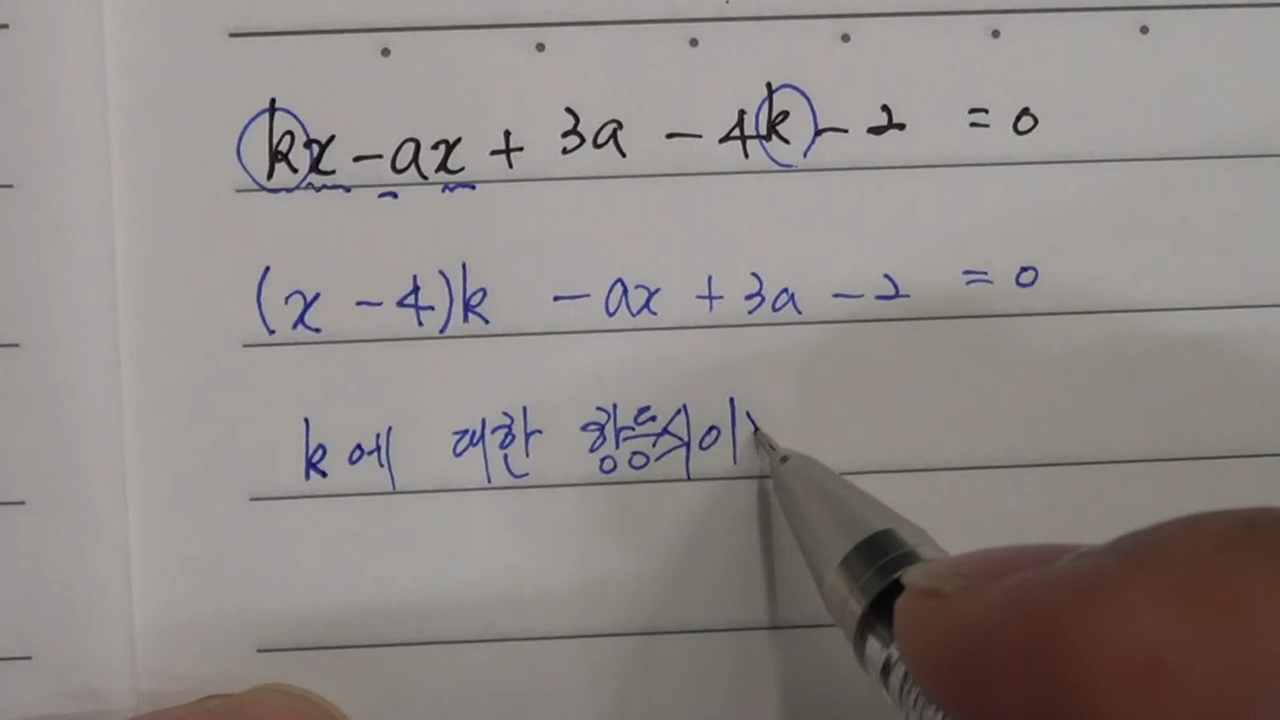 kx - ax + 3a - 4k - 2 = 0
(x - 4)k - ax + 3a - 2 = 0
k에 대한 항등식이